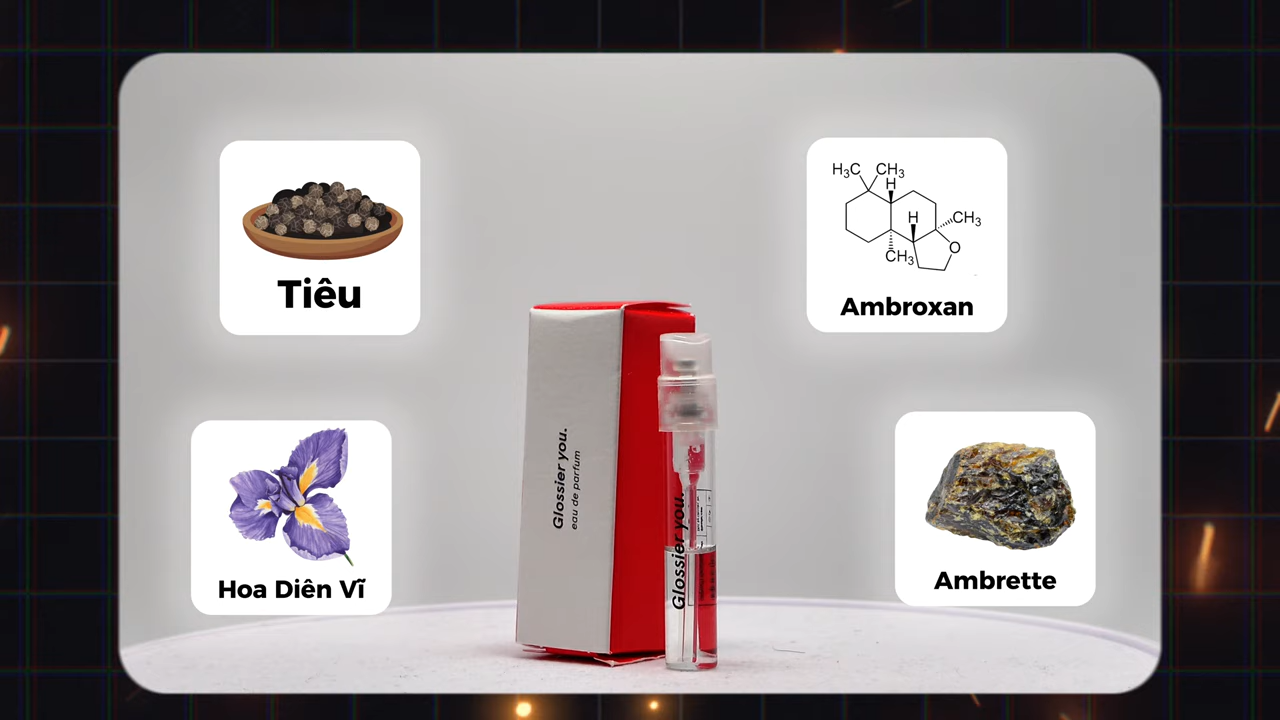 Tiêu
H₃C CH₃
H
H
CH₃
O
CH₃
Ambroxan
Glossier you.
eau de parfum
Glossier you.
Hoa Diên Vĩ
Ambrette